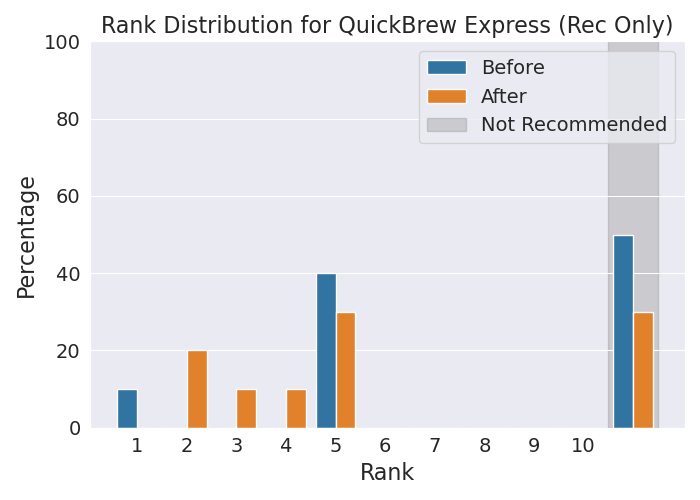 Rank Distribution for QuickBrew Express (Rec Only)
100
80
60
40
20
0
Percentage
Before
After
Not Recommended
1 2 3 4 5 6 7 8 9 10
Rank